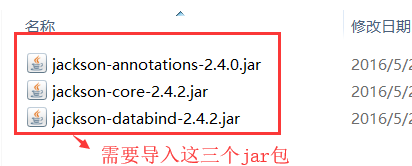 名称 修改日期
jackson-annotations-2.4.0.jar 2016/5/2
jackson-core-2.4.2.jar 2016/5/2
jackson-databind-2.4.2.jar 2016/5/2
需要导入这三个jar包